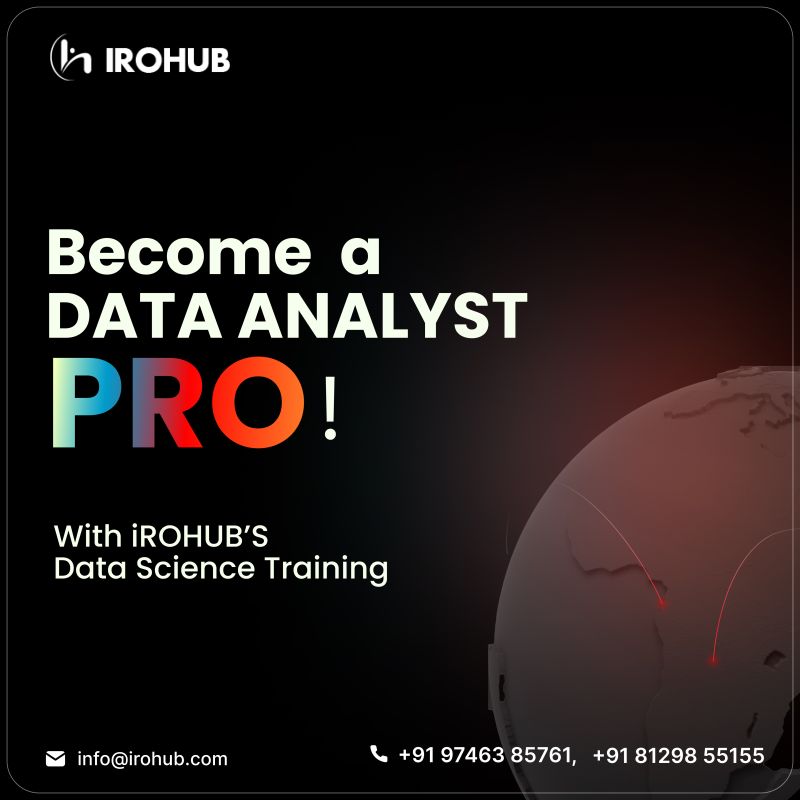 IROHUB
Become a
DATA ANALYST
PRO!
With iROHUB’S
Data Science Training
info@irohub.com
+91 97463 85761, +91 81298 55155